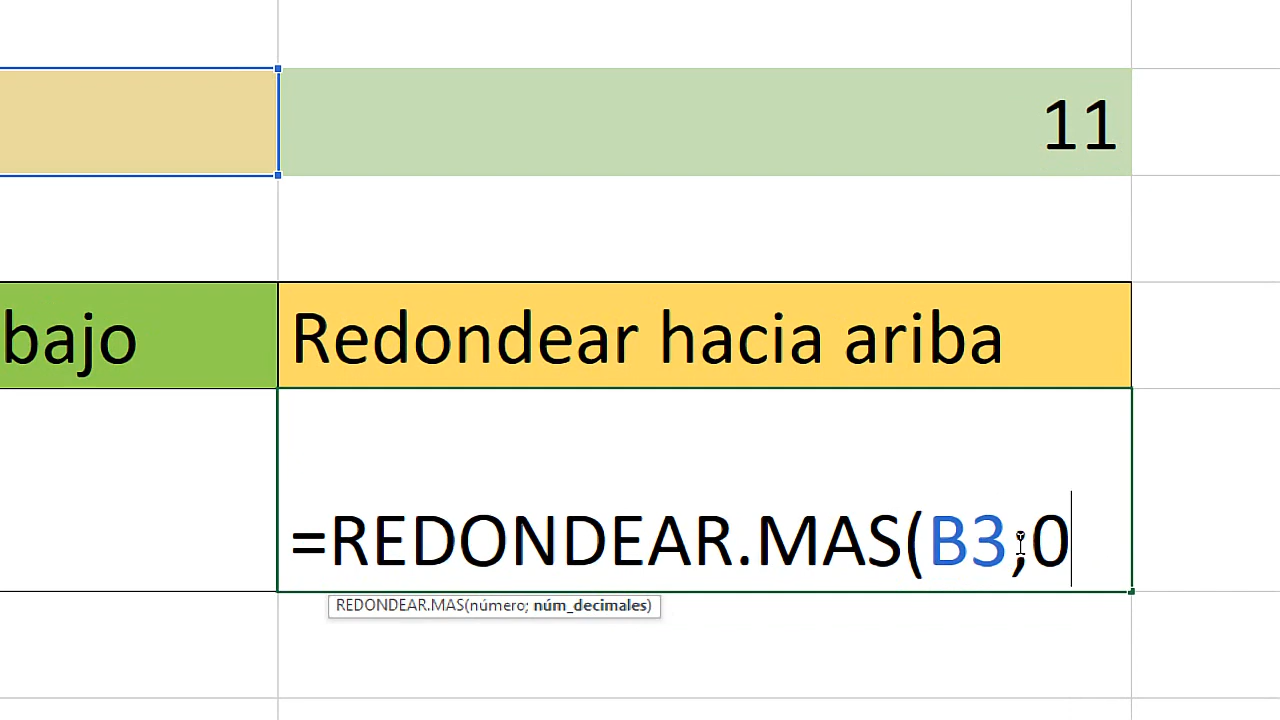 11
bajo
Redondear hacia ariba
=REDONDEAR.MAS(B3;0
REDONDEAR.MAS(número; núm_decimales)